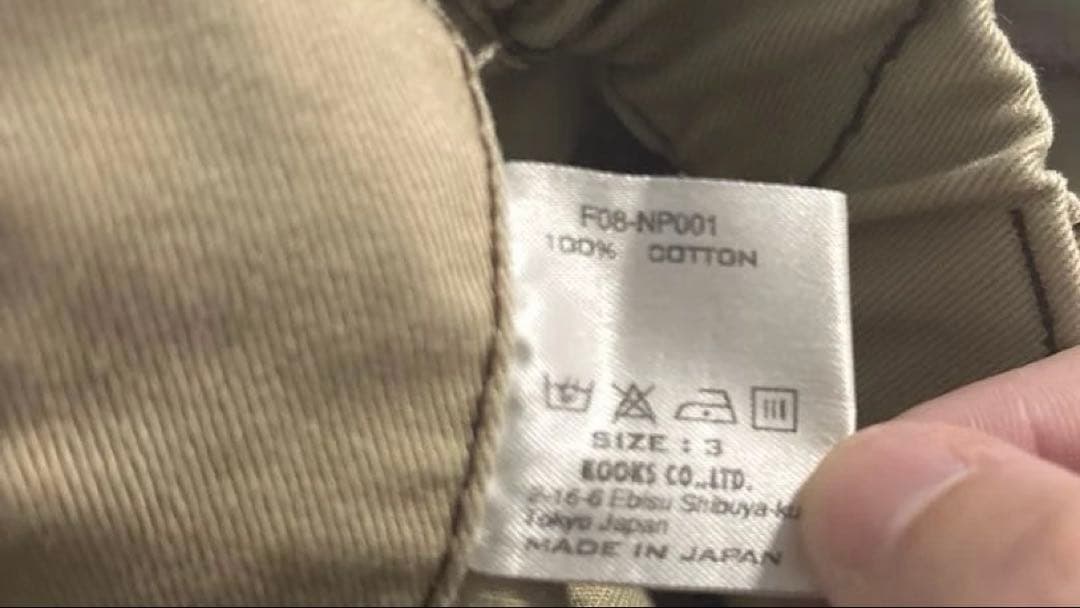 F08-NP001
100% COTTON
SIZE : 3
KOOKS CO.,LTD.
2-16-6 Ebisu Shibuya-ku
Tokyo Japan
MADE IN JAPAN